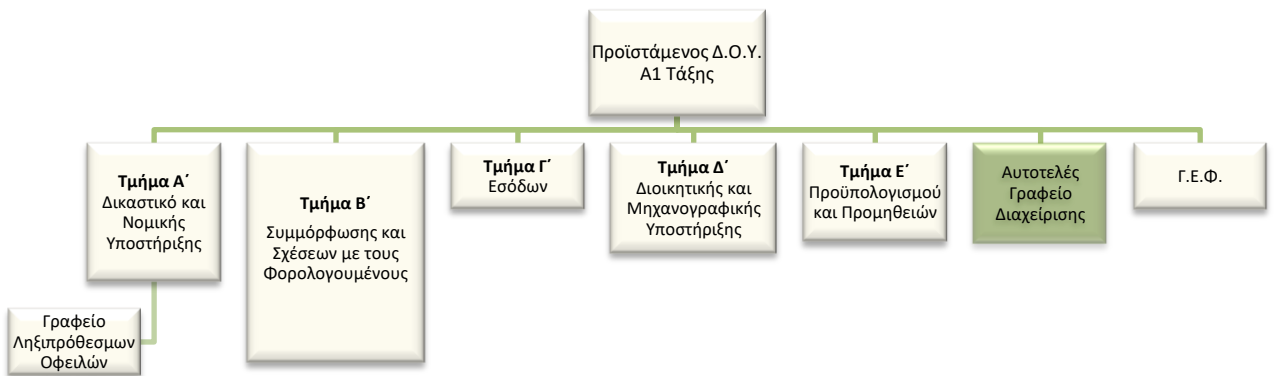 Προϊστάμενος Δ.Ο.Υ.
Α1 Τάξης
Τμήμα Α΄
Δικαστικό και
Νομικής
Υποστήριξης
Τμήμα Β΄
Συμμόρφωσης και
Σχέσεων με τους
Φορολογουμένους
Τμήμα Γ΄
Εσόδων
Τμήμα Δ΄
Διοικητικής και
Μηχανογραφικής
Υποστήριξης
Τμήμα Ε΄
Προϋπολογισμού
και Προμηθειών
Αυτοτελές
Γραφείο
Διαχείρισης
Γ.Ε.Φ.
Γραφείο
Ληξιπρόθεσμων
Οφειλών